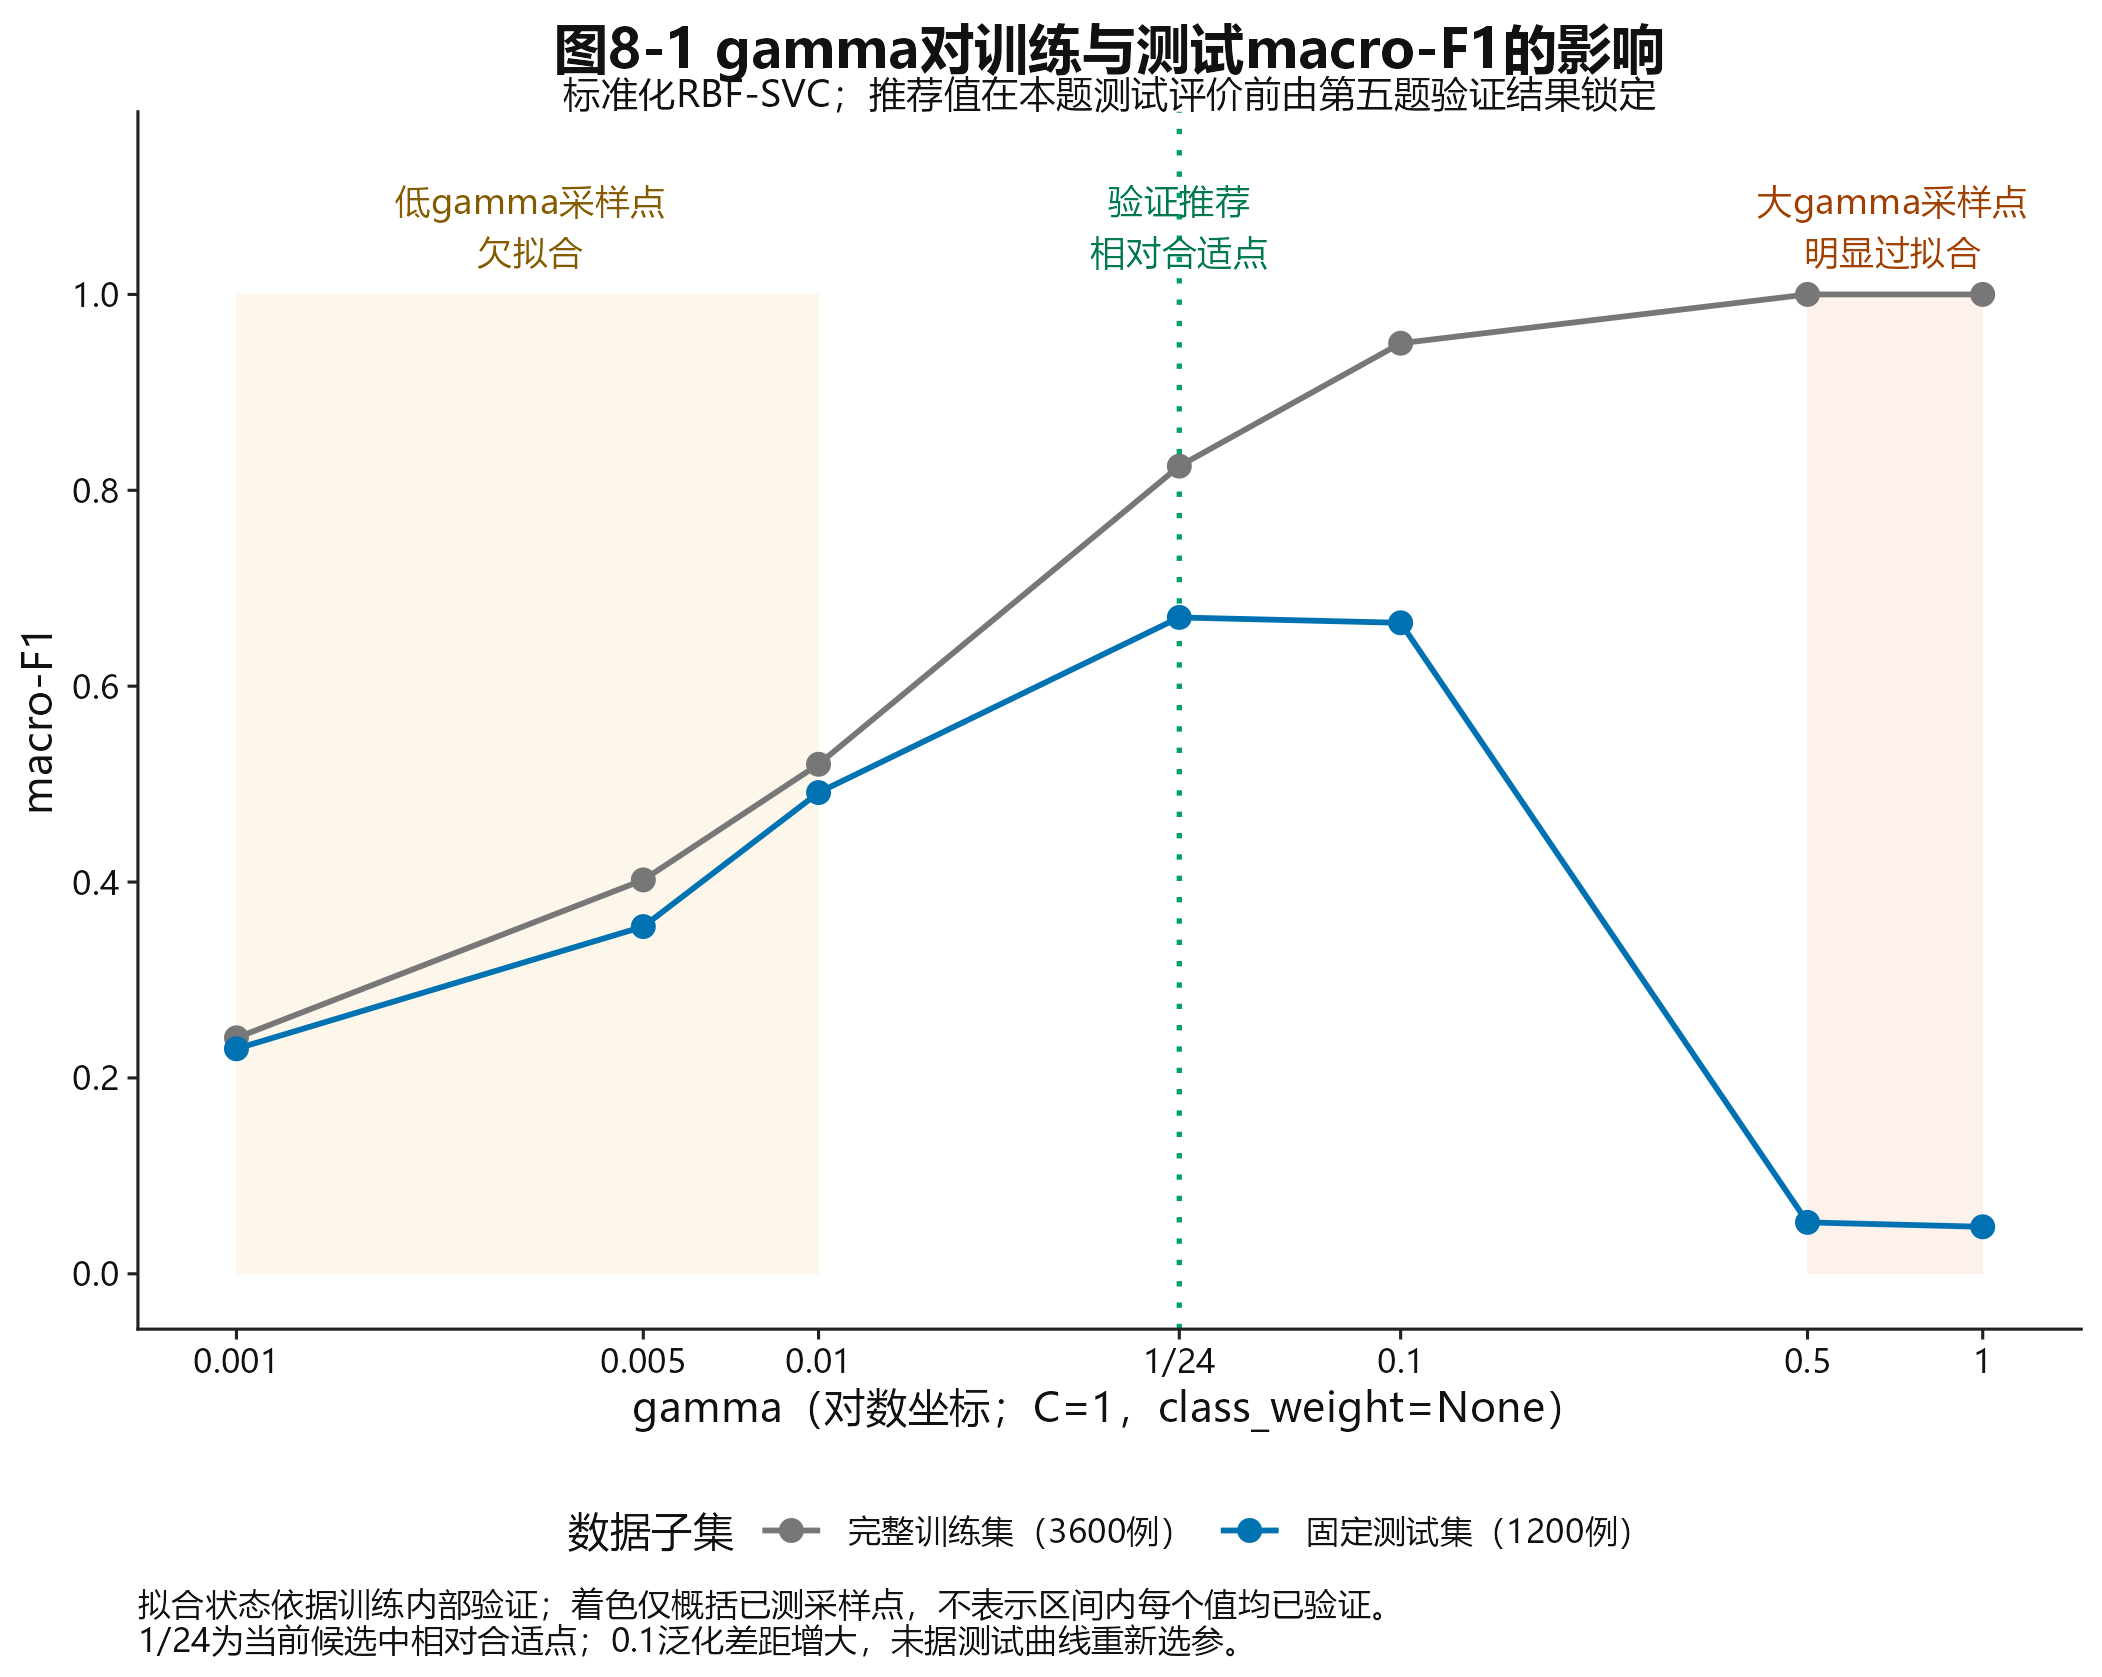 图8-1 gamma对训练与测试macro-F1的影响
标准化RBF-SVC；推荐值在本题测试评价前由第五题验证结果锁定
低gamma采样点
欠拟合
验证推荐
相对合适点
大gamma采样点
明显过拟合
1.0
0.8
0.6
0.4
0.2
0.0
macro-F1
0.001
0.005
0.01
1/24
0.1
0.5
1
gamma（对数坐标；C=1，class_weight=None）
数据子集
完整训练集（3600例）
固定测试集（1200例）
拟合状态依据训练内部验证；着色仅概括已测采样点，不表示区间内每个值均已验证。
1/24为当前候选中相对合适点；0.1泛化差距增大，未据测试曲线重新选参。